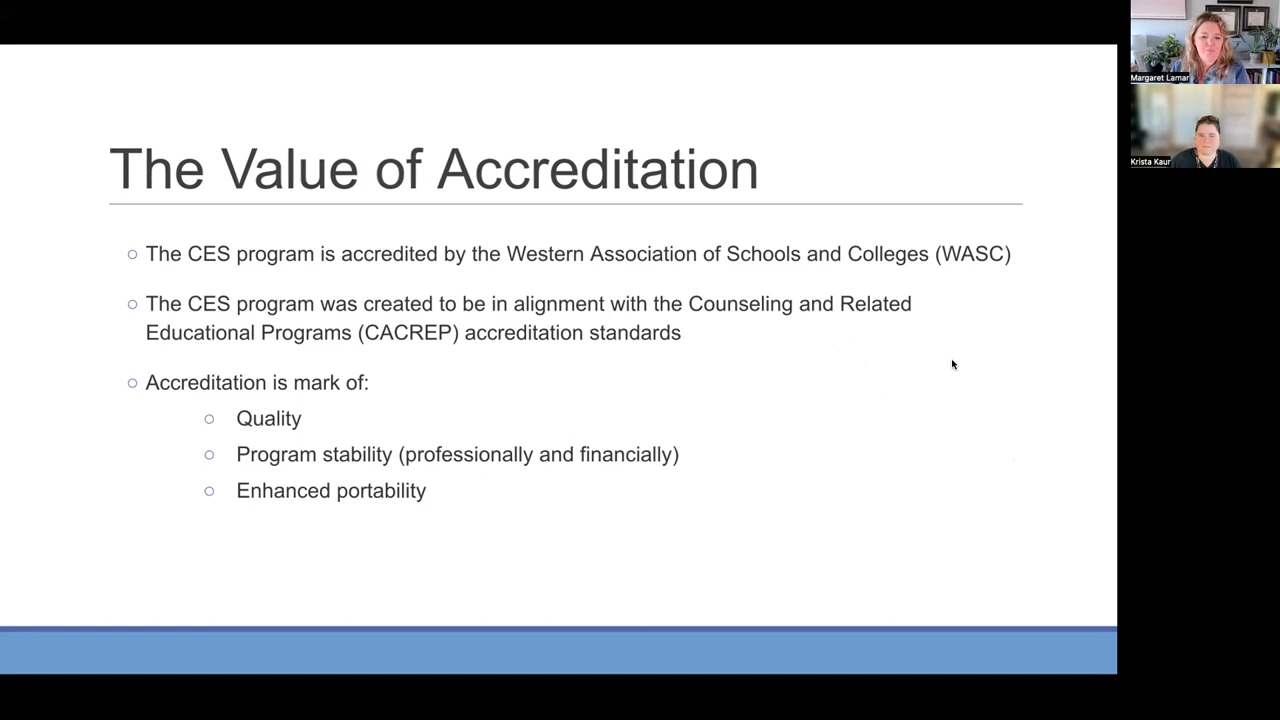 The Value of Accreditation
The CES program is accredited by the Western Association of Schools and Colleges (WASC)
The CES program was created to be in alignment with the Counseling and Related
Educational Programs (CACREP) accreditation standards
Accreditation is mark of:
Quality
Program stability (professionally and financially)
Enhanced portability
Margaret Lamar
Krista Kaur